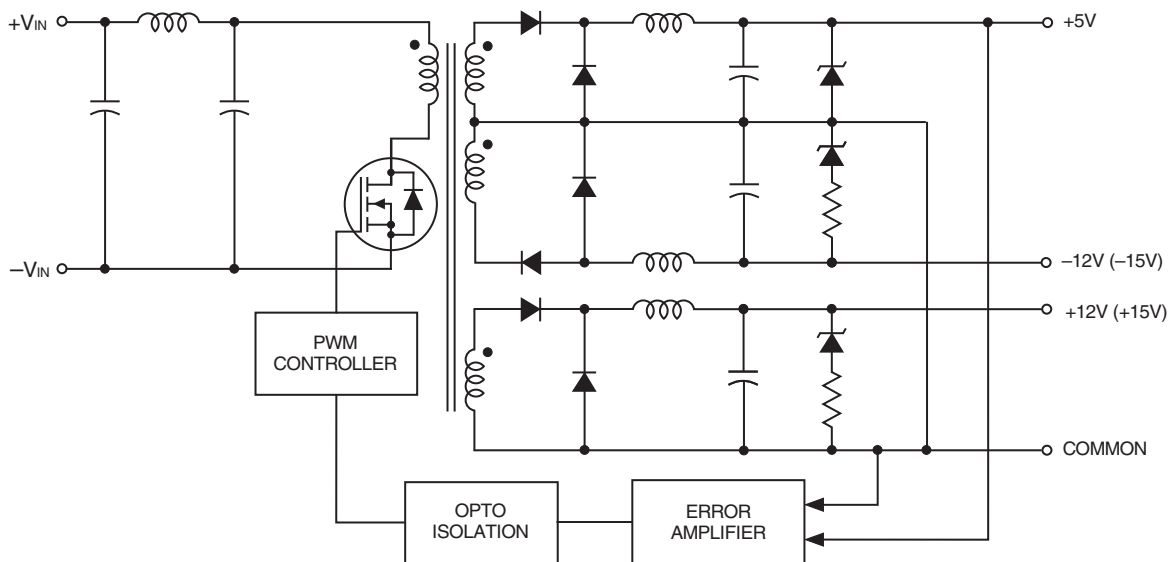 +VIN
+5V
–VIN
–12V (–15V)
+12V (+15V)
PWM
CONTROLLER
COMMON
OPTO
ISOLATION
ERROR
AMPLIFIER